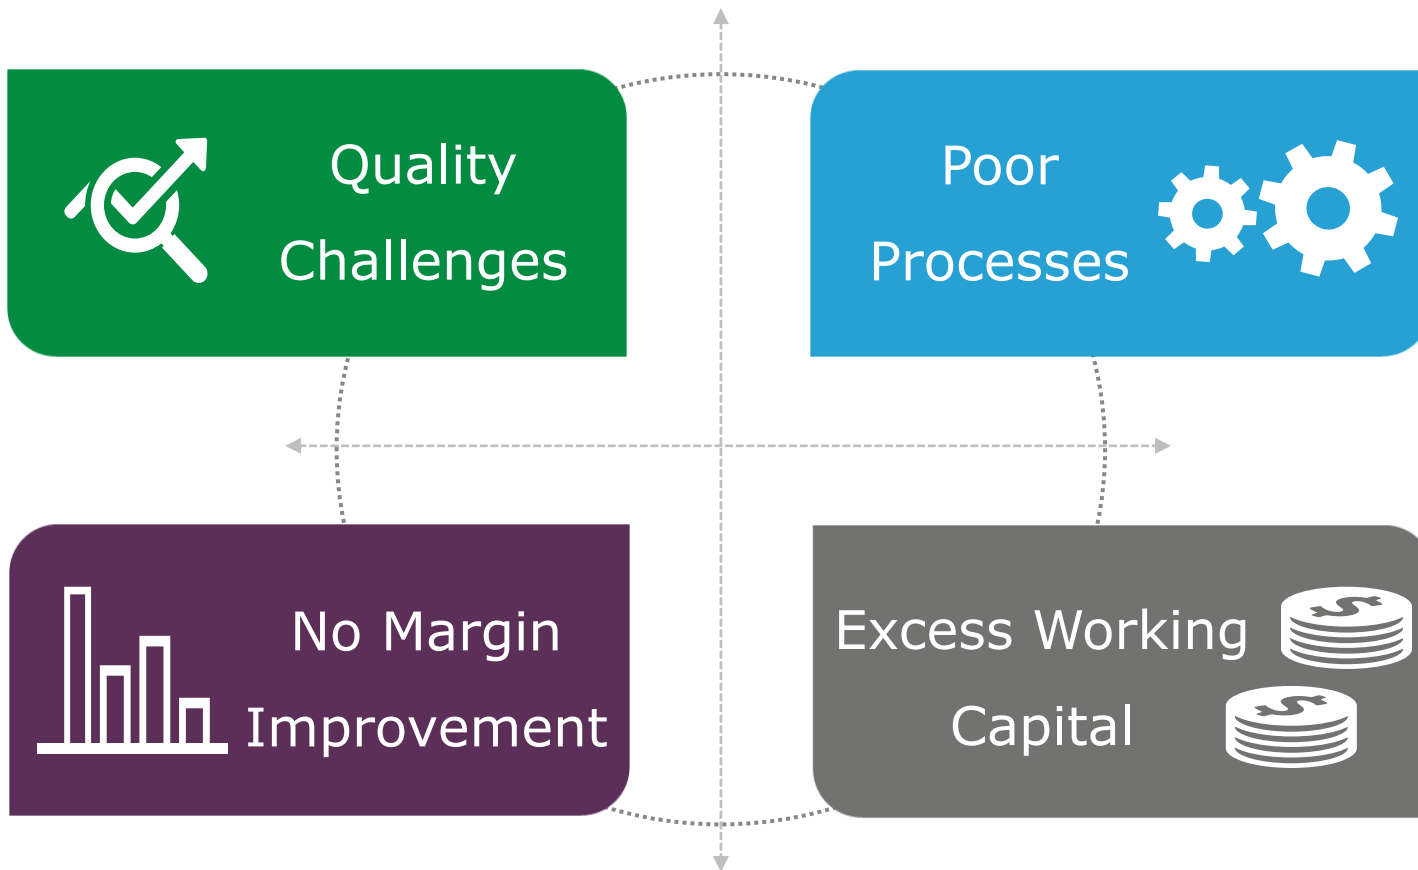 Quality
Challenges
Poor
Processes
No Margin
Improvement
Excess Working
Capital
$
$